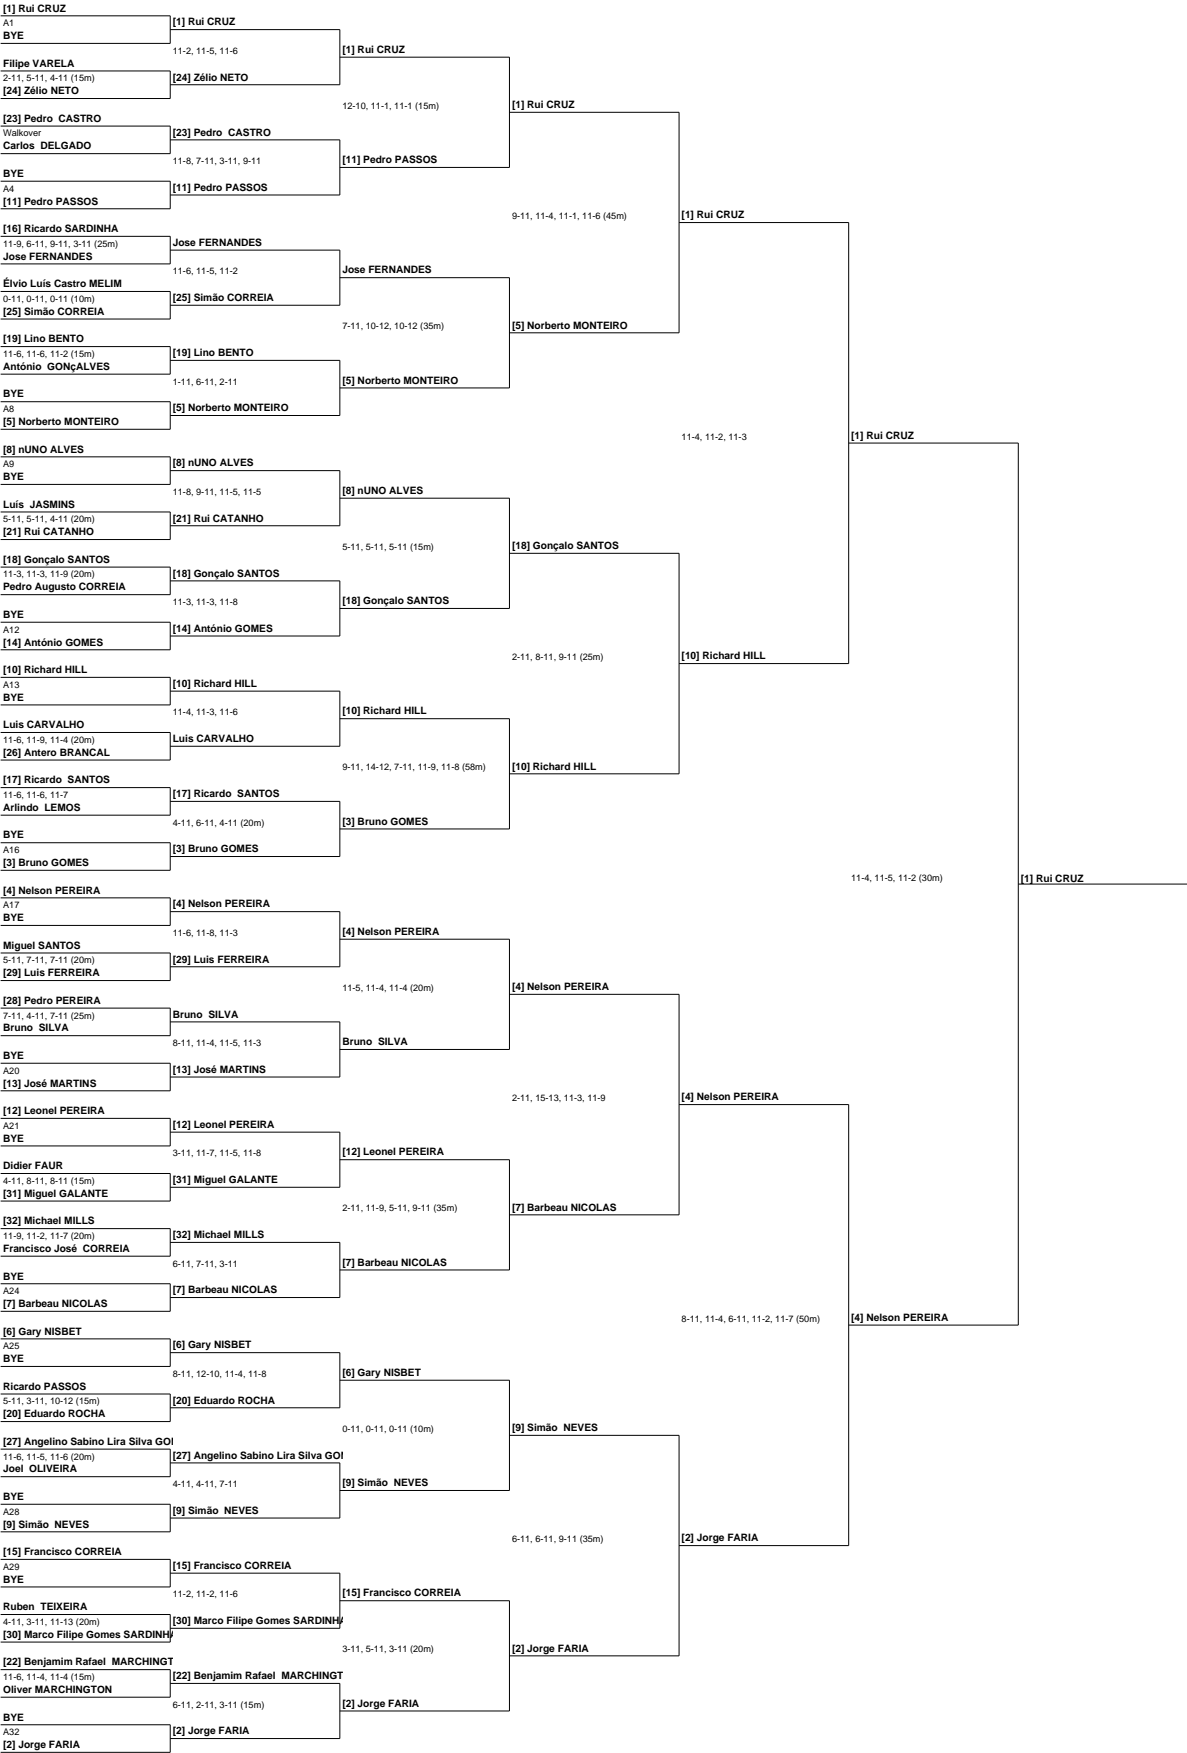 [1] Rui CRUZ
A1
BYE
Filipe VARELA
2-11, 5-11, 4-11 (15m)
[24] Zélio NETO
[23] Pedro  CASTRO
Walkover
Carlos  DELGADO
BYE
A4
[11] Pedro PASSOS
[16] Ricardo SARDINHA
11-9, 6-11, 9-11, 3-11 (25m)
Jose FERNANDES
Élvio Luís Castro MELIM
0-11, 0-11, 0-11 (10m)
[25] Simão CORREIA
[19] Lino BENTO
11-6, 11-6, 11-2 (15m)
António  GONçALVES
BYE
A8
[5] Norberto MONTEIRO
[8] nUNO ALVES
A9
BYE
Luís  JASMINS
5-11, 5-11, 4-11 (20m)
[21] Rui CATANHO
[18] Gonçalo SANTOS
11-3, 11-3, 11-9 (20m)
Pedro Augusto CORREIA
BYE
A12
[14] António GOMES
[10] Richard HILL
A13
BYE
Luis CARVALHO
11-6, 11-9, 11-4 (20m)
[26] Antero BRANCAL
[17] Ricardo  SANTOS
11-6, 11-6, 11-7
Arlindo  LEMOS
BYE
A16
[3] Bruno GOMES
[4] Nelson PEREIRA
A17
BYE
Miguel SANTOS
5-11, 7-11, 7-11 (20m)
[29] Luis FERREIRA
[28] Pedro PEREIRA
7-11, 4-11, 7-11 (25m)
Bruno  SILVA
BYE
A20
[13] José MARTINS
[12] Leonel PEREIRA
A21
BYE
Didier FAUR
4-11, 8-11, 8-11 (15m)
[31] Miguel GALANTE
[32] Michael MILLS
11-9, 11-2, 11-7 (20m)
Francisco José  CORREIA
BYE
A24
[7] Barbeau NICOLAS
[6] Gary NISBET
A25
BYE
Ricardo PASSOS
5-11, 3-11, 10-12 (15m)
[20] Eduardo ROCHA
[27] Angelino Sabino Lira Silva GOI
11-6, 11-5, 11-6 (20m)
Joel  OLIVEIRA
BYE
A28
[9] Simão  NEVES
[15] Francisco CORREIA
A29
BYE
Ruben  TEIXEIRA
4-11, 3-11, 11-13 (20m)
[30] Marco Filipe Gomes SARDINHA
[22] Benjamim Rafael  MARCHINGT
11-6, 11-4, 11-4 (15m)
Oliver MARCHINGTON
BYE
A32
[2] Jorge FARIA
[1] Rui CRUZ
11-2, 11-5, 11-6
[24] Zélio NETO
[23] Pedro  CASTRO
11-8, 7-11, 3-11, 9-11
[11] Pedro PASSOS
Jose FERNANDES
11-6, 11-5, 11-2
[25] Simão CORREIA
[19] Lino BENTO
1-11, 6-11, 2-11
[5] Norberto MONTEIRO
[8] nUNO ALVES
11-8, 9-11, 11-5, 11-5
[21] Rui CATANHO
[18] Gonçalo SANTOS
11-3, 11-3, 11-8
[14] António GOMES
[10] Richard HILL
11-4, 11-3, 11-6
Luis CARVALHO
[17] Ricardo  SANTOS
4-11, 6-11, 4-11 (20m)
[3] Bruno GOMES
[4] Nelson PEREIRA
11-6, 11-8, 11-3
[29] Luis FERREIRA
Bruno  SILVA
8-11, 11-4, 11-5, 11-3
[13] José MARTINS
[12] Leonel PEREIRA
3-11, 11-7, 11-5, 11-8
[31] Miguel GALANTE
[32] Michael MILLS
6-11, 7-11, 3-11
[7] Barbeau NICOLAS
[6] Gary NISBET
8-11, 12-10, 11-4, 11-8
[20] Eduardo ROCHA
[27] Angelino Sabino Lira Silva GOI
4-11, 4-11, 7-11
[9] Simão  NEVES
[15] Francisco CORREIA
11-2, 11-2, 11-6
[30] Marco Filipe Gomes SARDINHA
[22] Benjamim Rafael  MARCHINGT
6-11, 2-11, 3-11 (15m)
[2] Jorge FARIA
[1] Rui CRUZ
12-10, 11-1, 11-1 (15m)
[11] Pedro PASSOS
Jose FERNANDES
7-11, 10-12, 10-12 (35m)
[5] Norberto MONTEIRO
[8] nUNO ALVES
5-11, 5-11, 5-11 (15m)
[18] Gonçalo SANTOS
[10] Richard HILL
9-11, 14-12, 7-11, 11-9, 11-8 (58m)
[3] Bruno GOMES
[4] Nelson PEREIRA
11-5, 11-4, 11-4 (20m)
Bruno  SILVA
[12] Leonel PEREIRA
2-11, 11-9, 5-11, 9-11 (35m)
[7] Barbeau NICOLAS
[6] Gary NISBET
0-11, 0-11, 0-11 (10m)
[9] Simão  NEVES
[15] Francisco CORREIA
3-11, 5-11, 3-11 (20m)
[2] Jorge FARIA
[1] Rui CRUZ
9-11, 11-4, 11-1, 11-6 (45m)
[5] Norberto MONTEIRO
[18] Gonçalo SANTOS
2-11, 8-11, 9-11 (25m)
[10] Richard HILL
[4] Nelson PEREIRA
2-11, 15-13, 11-3, 11-9
[7] Barbeau NICOLAS
[9] Simão  NEVES
6-11, 6-11, 9-11 (35m)
[2] Jorge FARIA
[1] Rui CRUZ
11-4, 11-2, 11-3
[10] Richard HILL
[4] Nelson PEREIRA
8-11, 11-4, 6-11, 11-2, 11-7 (50m)
[2] Jorge FARIA
[1] Rui CRUZ
11-4, 11-5, 11-2 (30m)
[4] Nelson PEREIRA
[1] Rui CRUZ